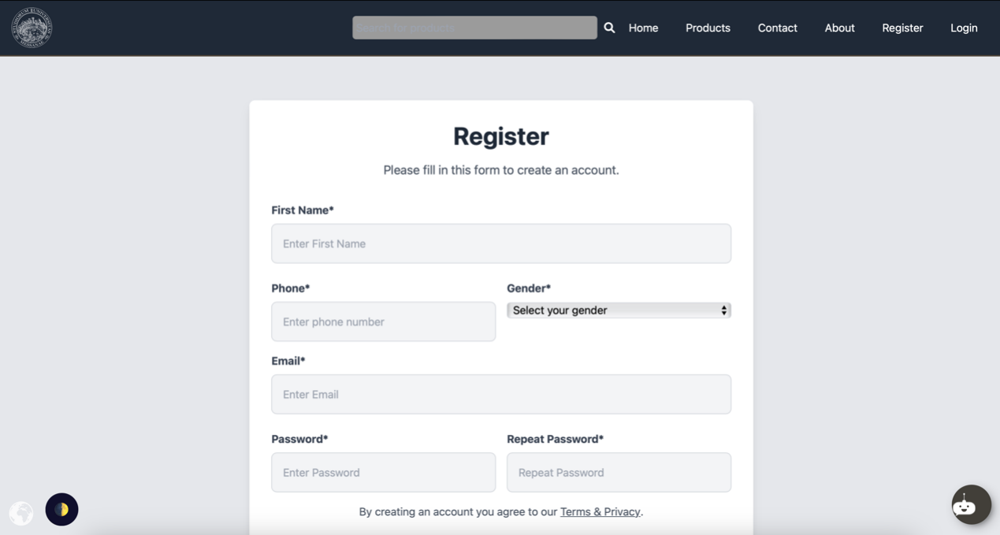 Search for products
Home
Products
Contact
About
Register
Login
Register
Please fill in this form to create an account.
First Name*
Enter First Name
Phone*
Gender*
Enter phone number
Select your gender
Email*
Enter Email
Password*
Repeat Password*
Enter Password
Repeat Password
By creating an account you agree to our Terms & Privacy.